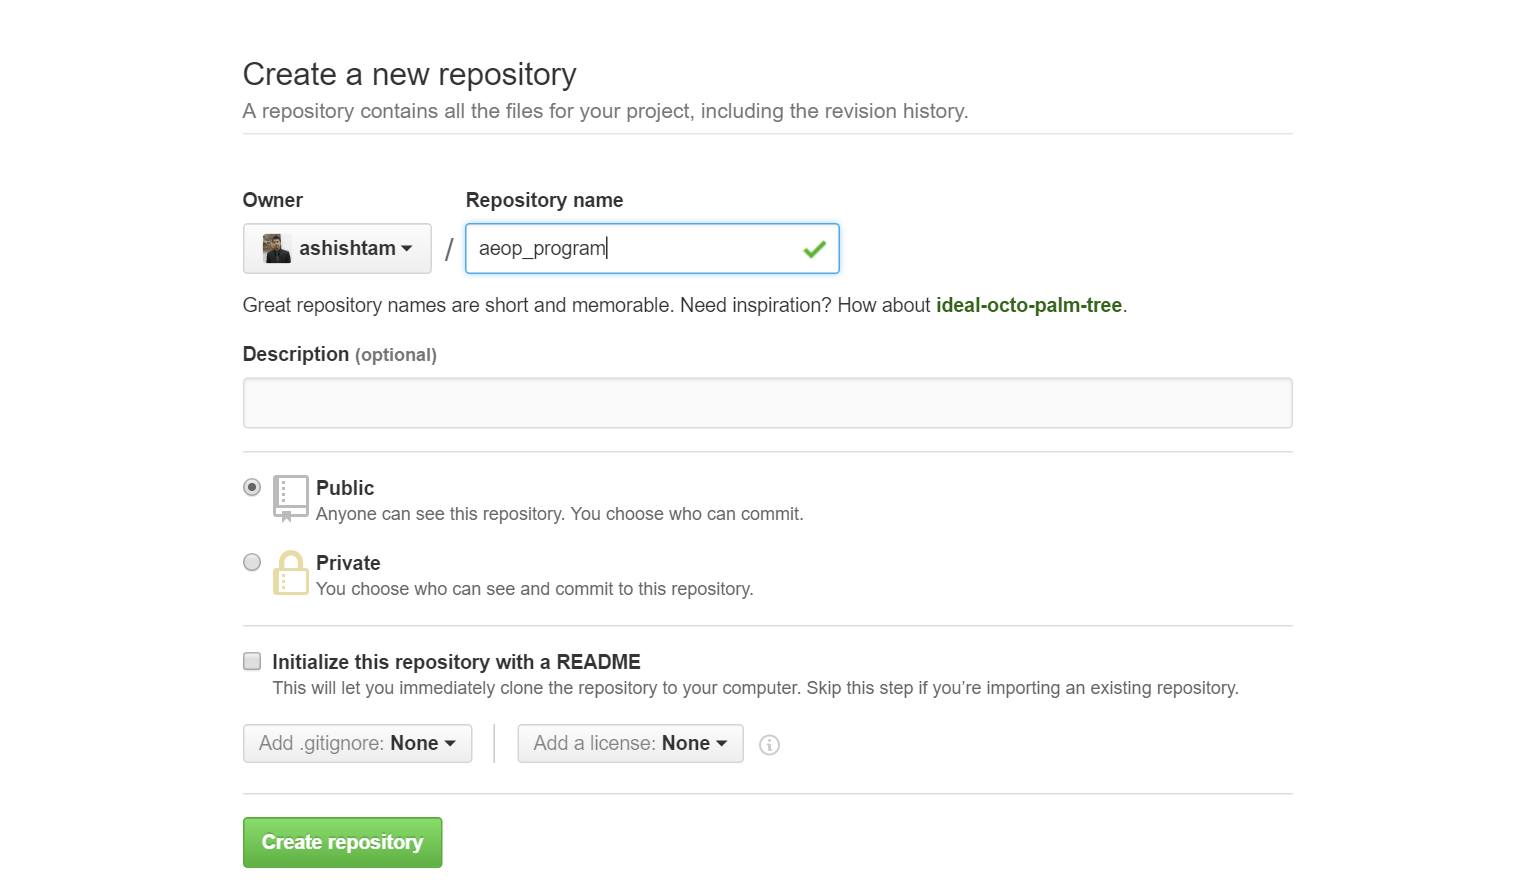 Create a new repository
A repository contains all the files for your project, including the revision history.
Owner
Repository name
ashishtam
/
aeop_program
Great repository names are short and memorable. Need inspiration? How about ideal-octo-palm-tree.
Description (optional)
Public
Anyone can see this repository. You choose who can commit.
Private
You choose who can see and commit to this repository.
Initialize this repository with a README
This will let you immediately clone the repository to your computer. Skip this step if you’re importing an existing repository.
Add .gitignore: None
Add a license: None
Create repository